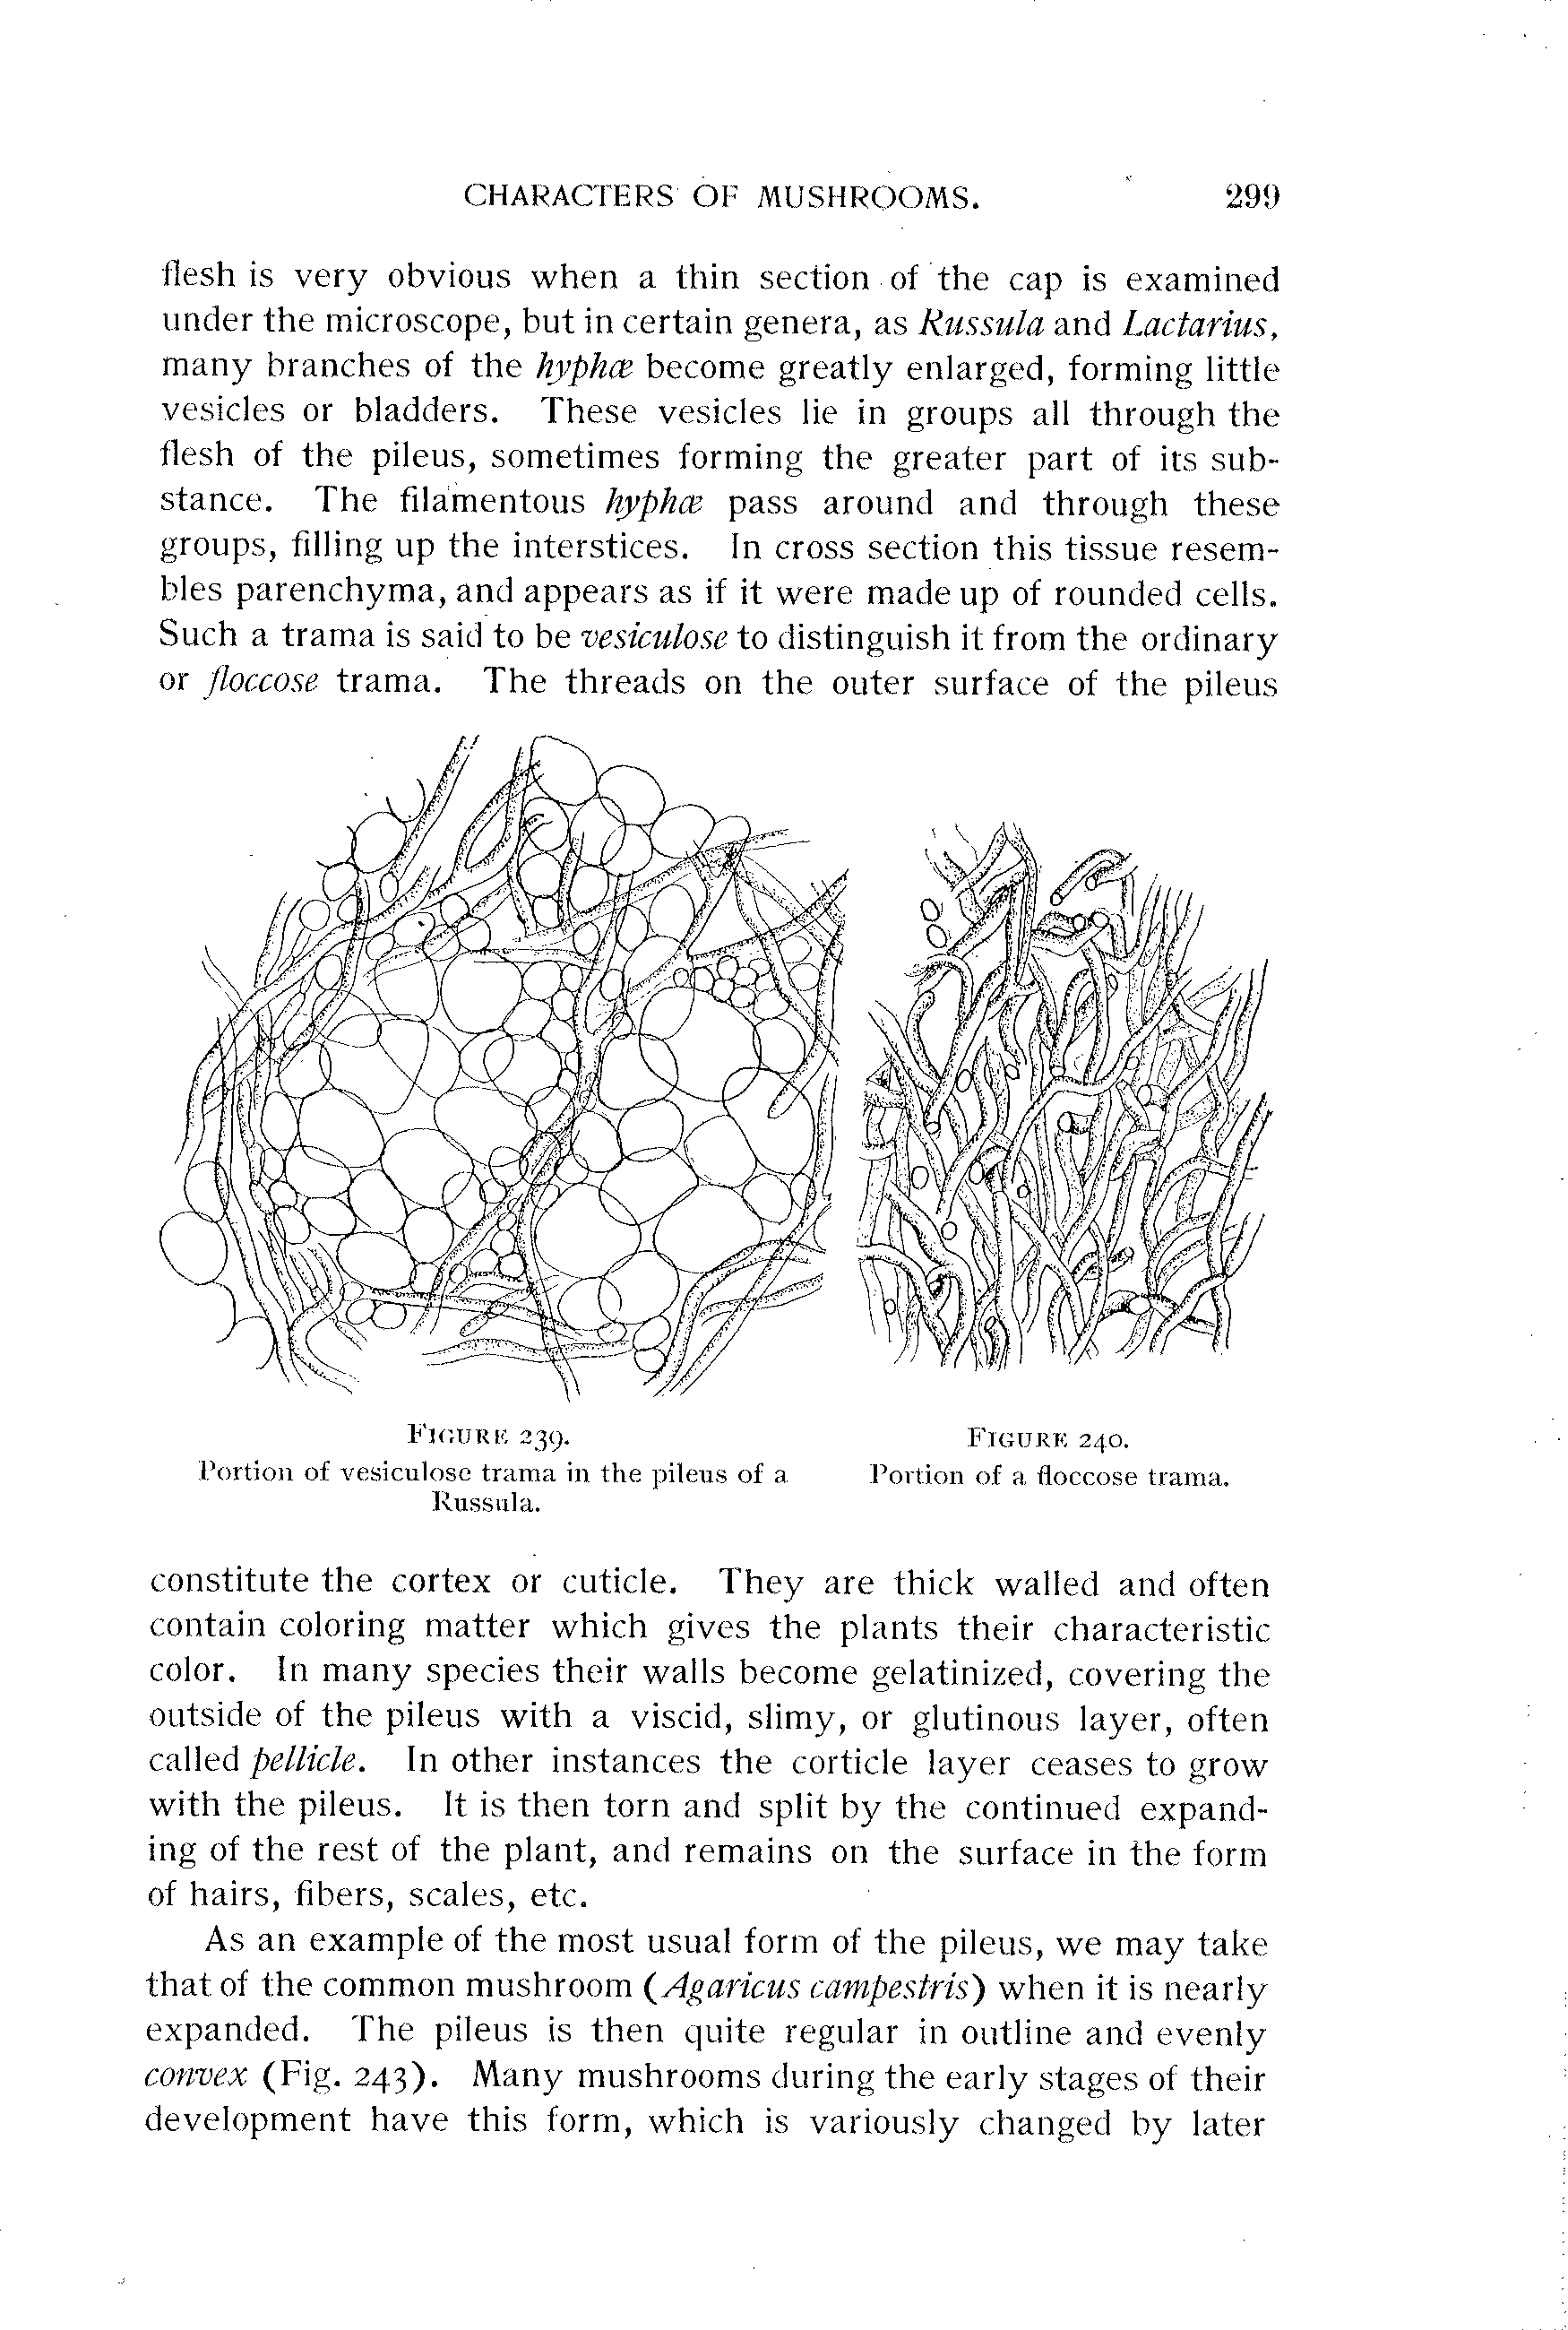 CHARACTERS OF MUSHROOMS. 299
flesh is very obvious when a thin section of the cap is examined
under the microscope, but in certain genera, as Russula and Lactarius,
many branches of the hyphæ become greatly enlarged, forming little
vesicles or bladders. These vesicles lie in groups all through the
flesh of the pileus, sometimes forming the greater part of its sub-
stance. The filamentous hyphæ pass around and through these
groups, filling up the interstices. In cross section this tissue resem-
bles parenchyma, and appears as if it were made up of rounded cells.
Such a trama is said to be vesiculose to distinguish it from the ordinary
or floccose trama. The threads on the outer surface of the pileus
FIGURE 239.
Portion of vesiculose trama in the pileus of a
Russula.
FIGURE 240.
Portion of a floccose trama.
constitute the cortex or cuticle. They are thick walled and often
contain coloring matter which gives the plants their characteristic
color. In many species their walls become gelatinized, covering the
outside of the pileus with a viscid, slimy, or glutinous layer, often
called pellicle. In other instances the corticle layer ceases to grow
with the pileus. It is then torn and split by the continued expand-
ing of the rest of the plant, and remains on the surface in the form
of hairs, fibers, scales, etc.
As an example of the most usual form of the pileus, we may take
that of the common mushroom (Agaricus campestris) when it is nearly
expanded. The pileus is then quite regular in outline and evenly
convex (Fig. 243). Many mushrooms during the early stages of their
development have this form, which is variously changed by later